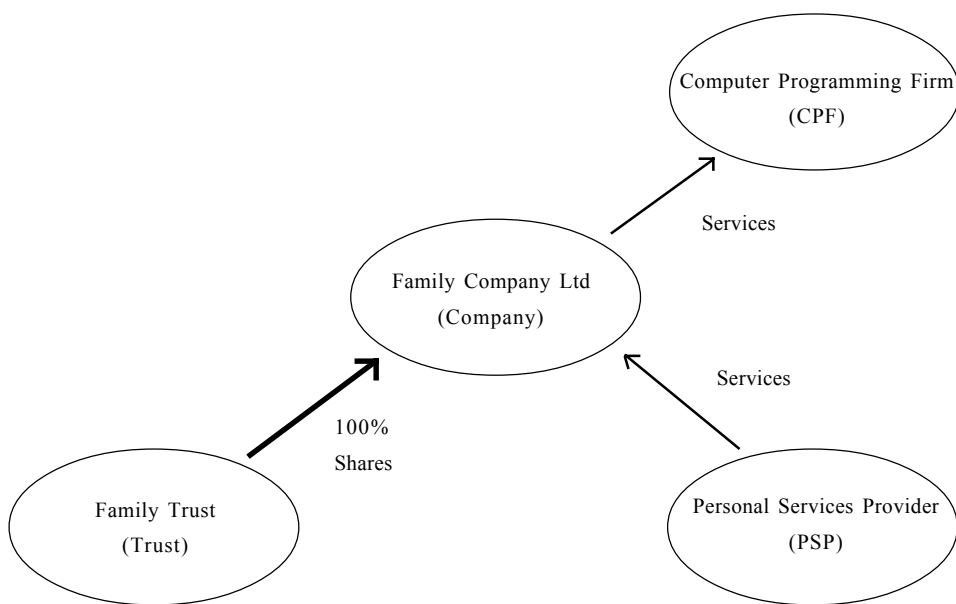 Computer Programming Firm
(CPF)
Services
Family Company Ltd
(Company)
Services
100%
Shares
Family Trust
(Trust)
Personal Services Provider
(PSP)